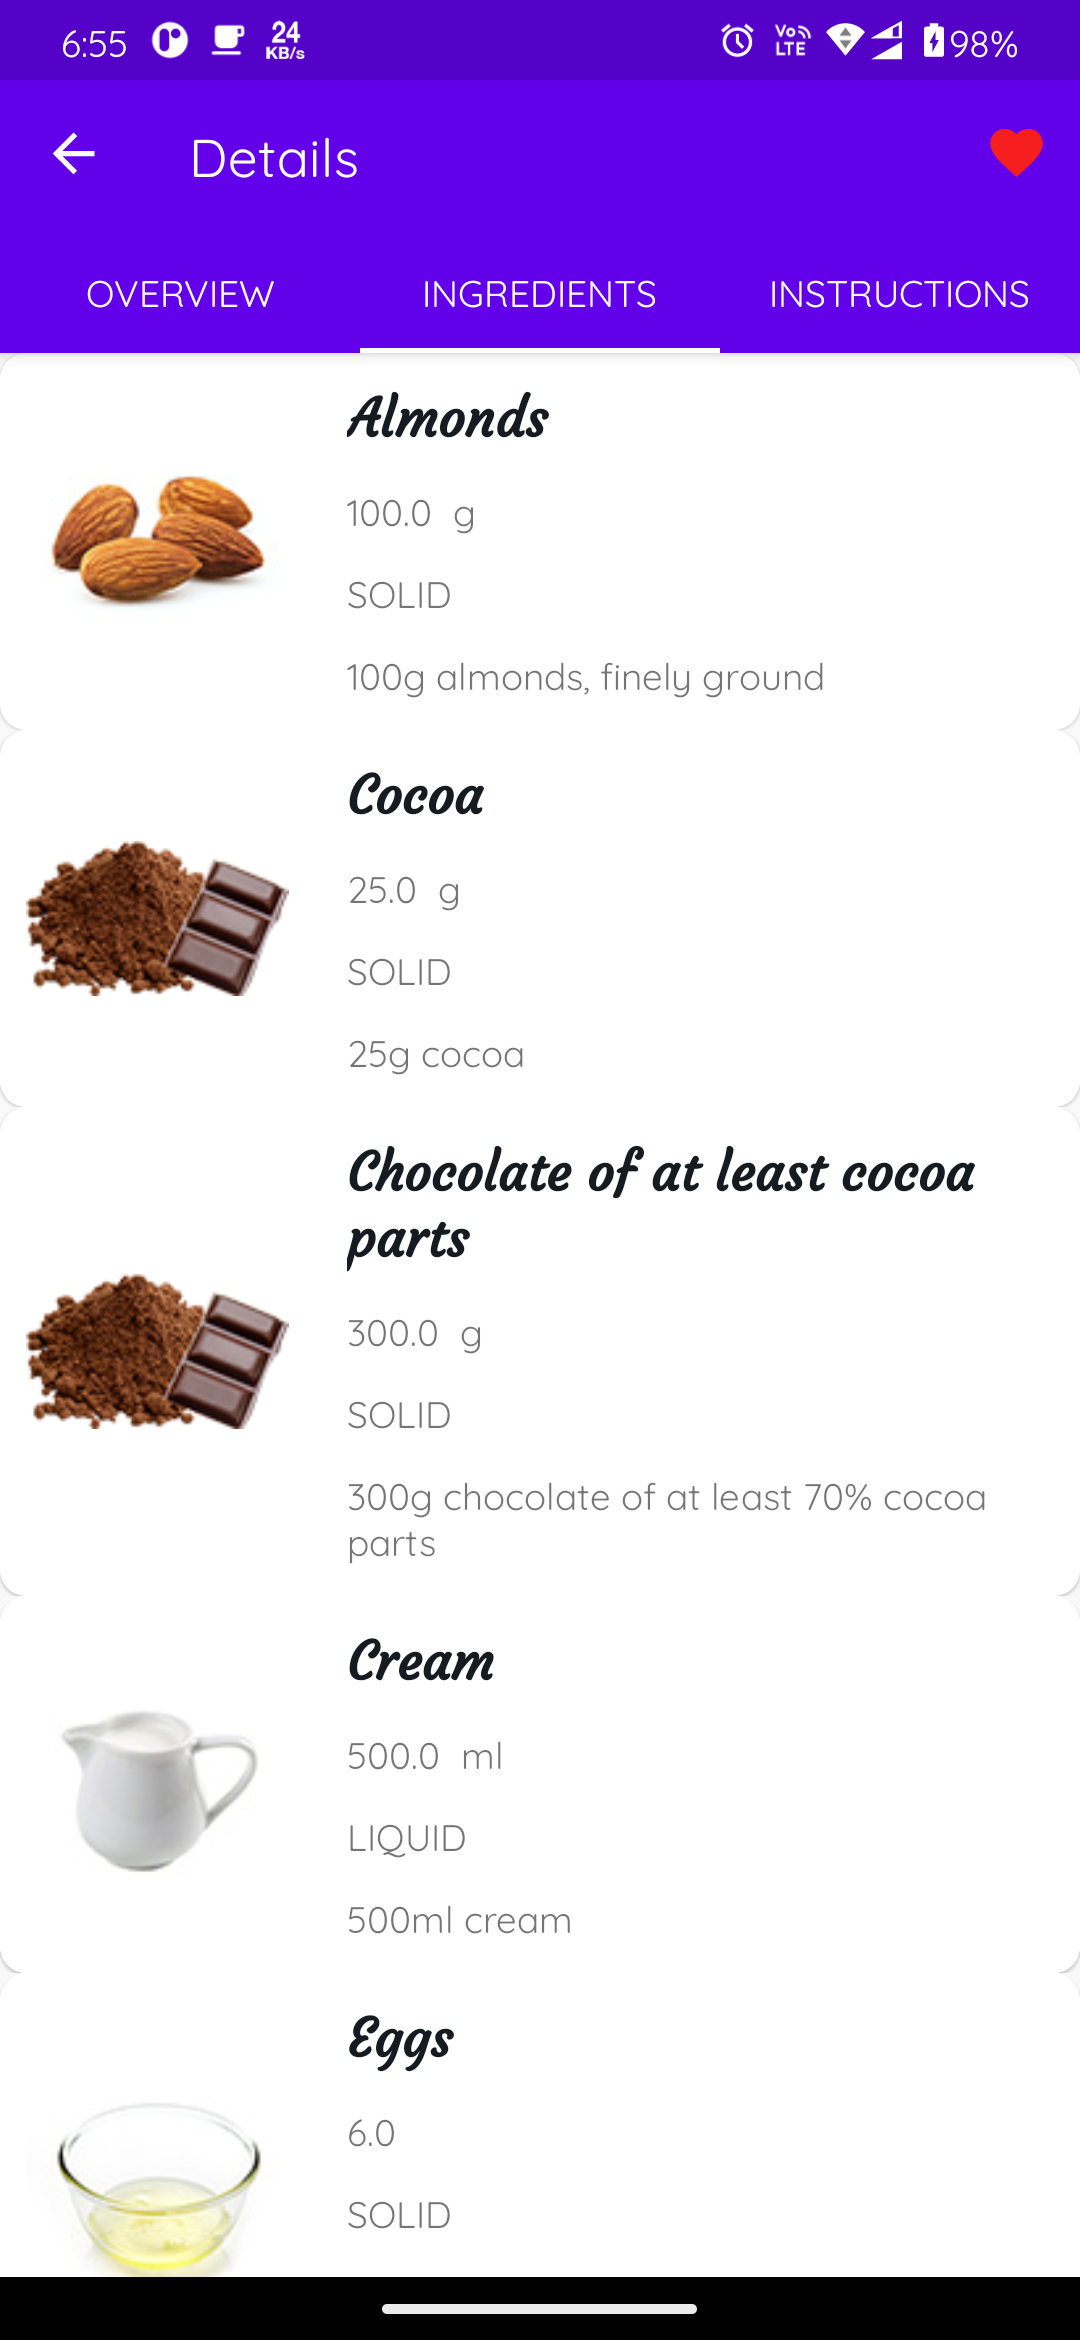 6:55 24 KB/s Vo LTE 98%
Details
OVERVIEW INGREDIENTS INSTRUCTIONS
Almonds
100.0 g
SOLID
100g almonds, finely ground
Cocoa
25.0 g
SOLID
25g cocoa
Chocolate of at least cocoa
parts
300.0 g
SOLID
300g chocolate of at least 70% cocoa
parts
Cream
500.0 ml
LIQUID
500ml cream
Eggs
6.0
SOLID